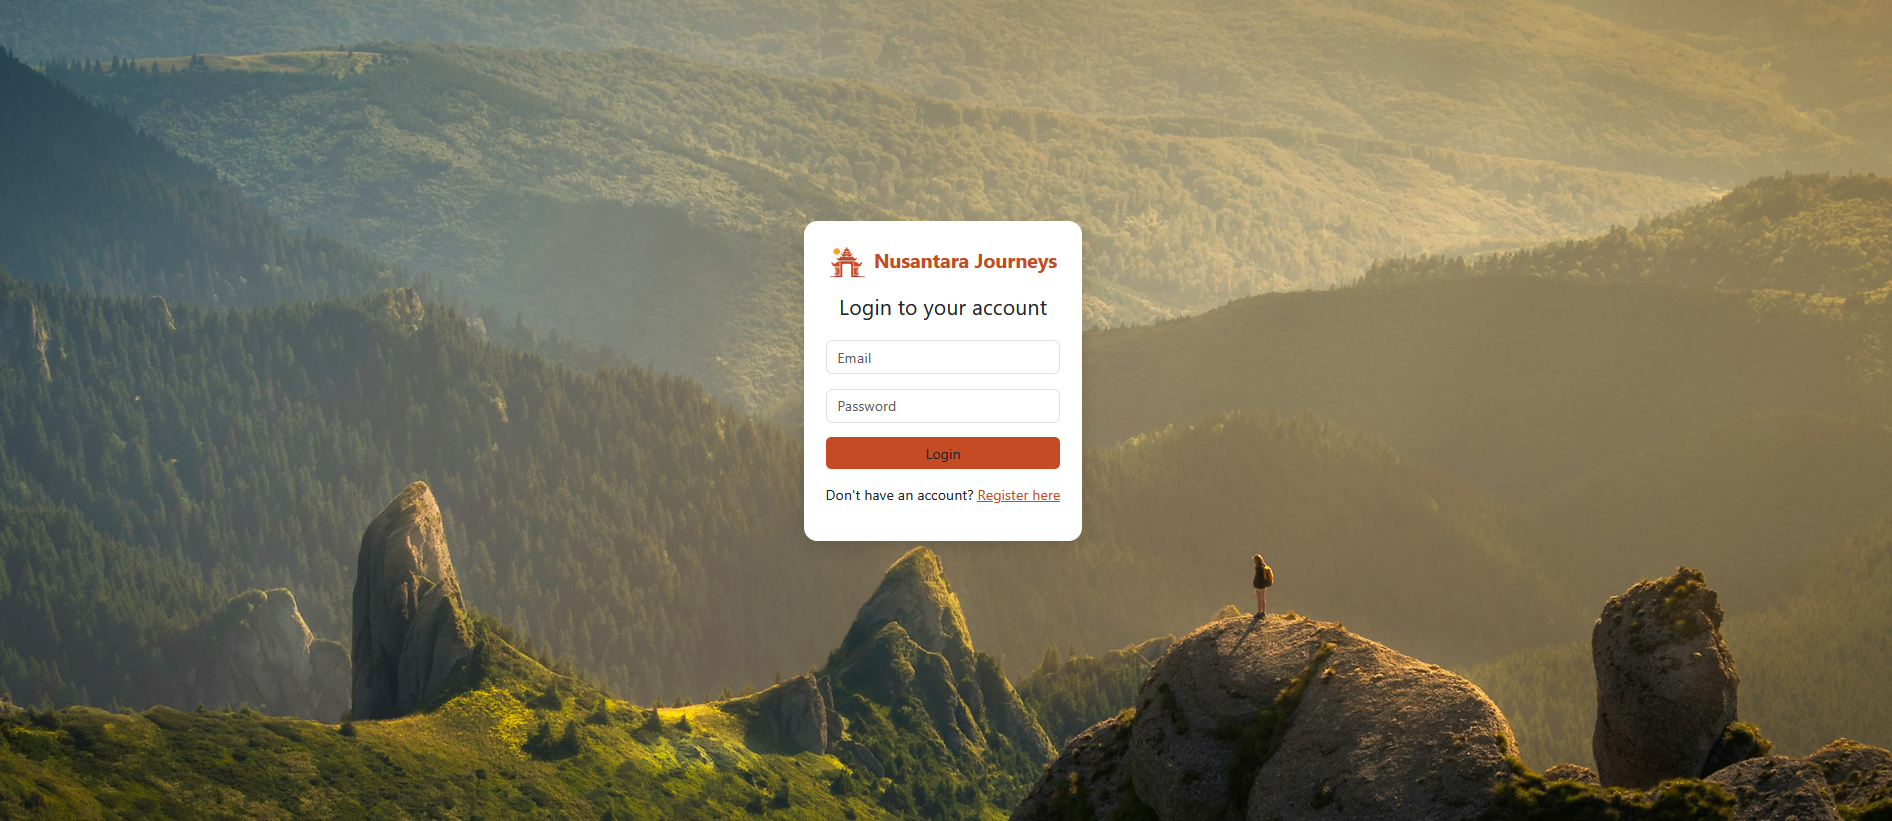 Nusantara Journeys
Login to your account
Email
Password
Login
Don't have an account? Register here